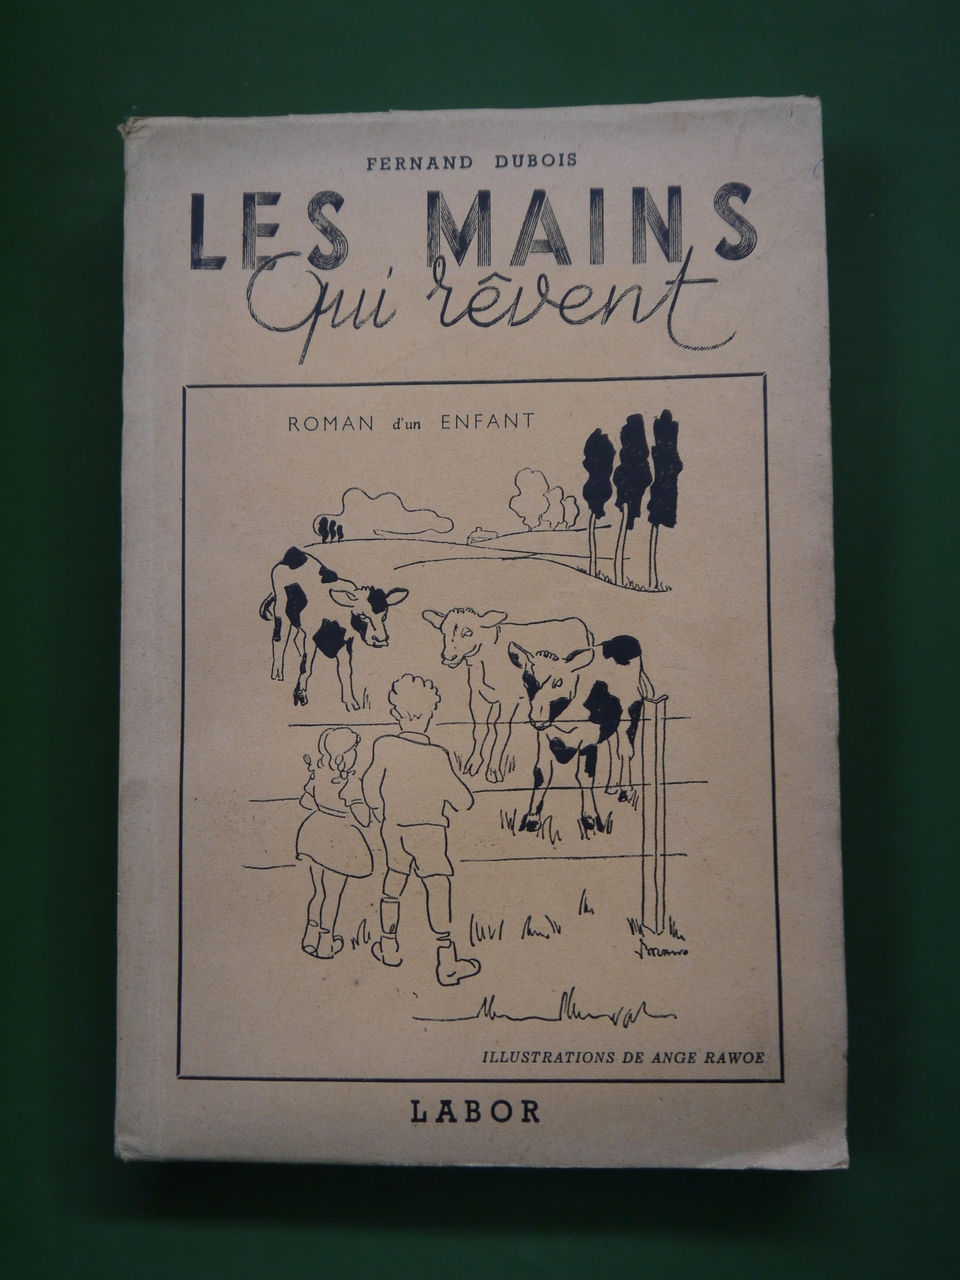 FERNAND DUBOIS
LES MAINS
qui rêvent
ROMAN d'un ENFANT
ILLUSTRATIONS DE ANGE RAWOE
LABOR